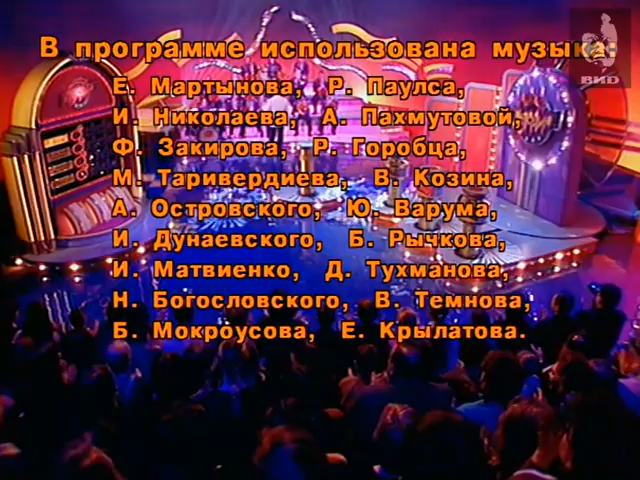 В программе использована музыка:
Е. Мартынова, Р. Паулса,
И. Николаева, А. Пахмутовой,
Ф. Закирова, Р. Горобца,
М. Таривердиева, В. Козина,
А. Островского, Ю. Варума,
И. Дунаевского, Б. Рычкова,
И. Матвиенко, Д. Тухманова,
Н. Богословского, В. Темнова,
Б. Мокроусова, Е. Крылатова.
ВИD